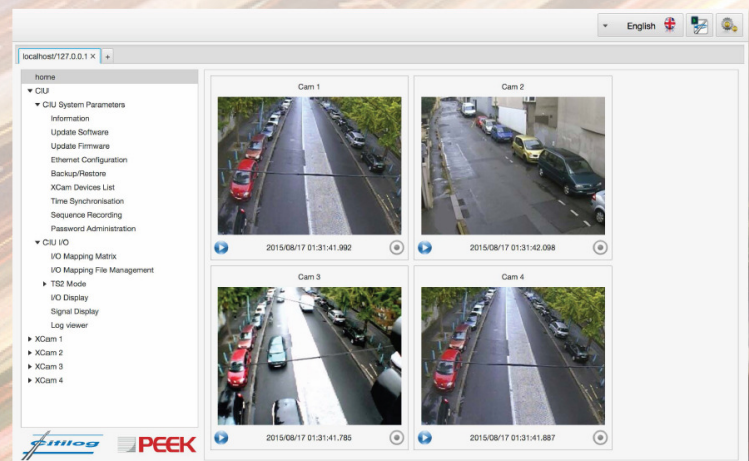 English
localhost/127.0.0.1 × +
home
CIU
CIU System Parameters
Information
Update Software
Update Firmware
Ethernet Configuration
Backup/Restore
XCam Devices List
Time Synchronisation
Sequence Recording
Password Administration
CIU I/O
I/O Mapping Matrix
I/O Mapping File Management
TS2 Mode
I/O Display
Signal Display
Log viewer
XCam 1
XCam 2
XCam 3
XCam 4
Citilog PEEK
Cam 1
2015/08/17 01:31:41.992
Cam 2
2015/08/17 01:31:42.098
Cam 3
2015/08/17 01:31:41.785
Cam 4
2015/08/17 01:31:41.887